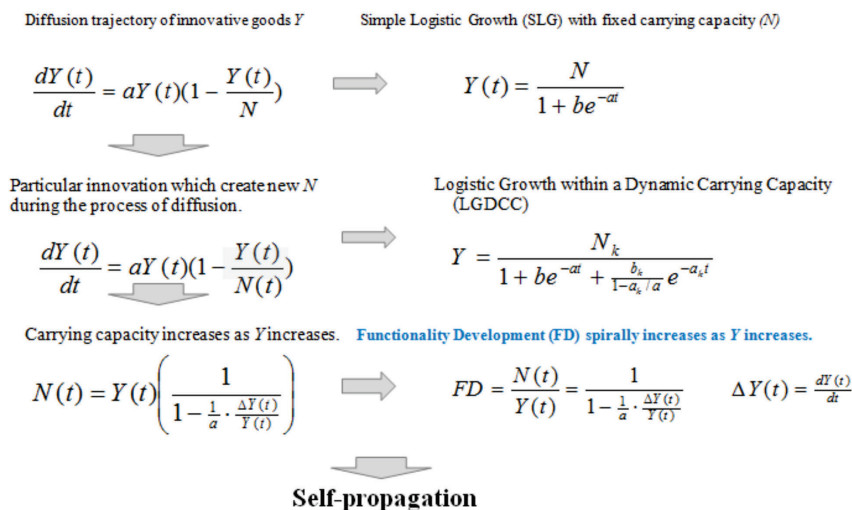 Diffusion trajectory of innovative goods Y
Simple Logistic Growth (SLG) with fixed carrying capacity (N)
dY(t)/dt = aY(t)(1 − Y(t)/N)
Y(t) = N/(1 + be^{−at})
Particular innovation which create new N
during the process of diffusion.
Logistic Growth within a Dynamic Carrying Capacity
(LGDCC)
dY(t)/dt = aY(t)(1 − Y(t)/N(t))
Y = N_k/(1 + be^{−at} + (b_k/(1−a_k/a)) e^{−a_k t})
Carrying capacity increases as Y increases.
Functionality Development (FD) spirally increases as Y increases.
N(t) = Y(t)(1/(1 − (1/a) · (ΔY(t)/Y(t))))
FD = N(t)/Y(t) = 1/(1 − (1/a) · (ΔY(t)/Y(t)))
ΔY(t) = dY(t)/dt
Self-propagation